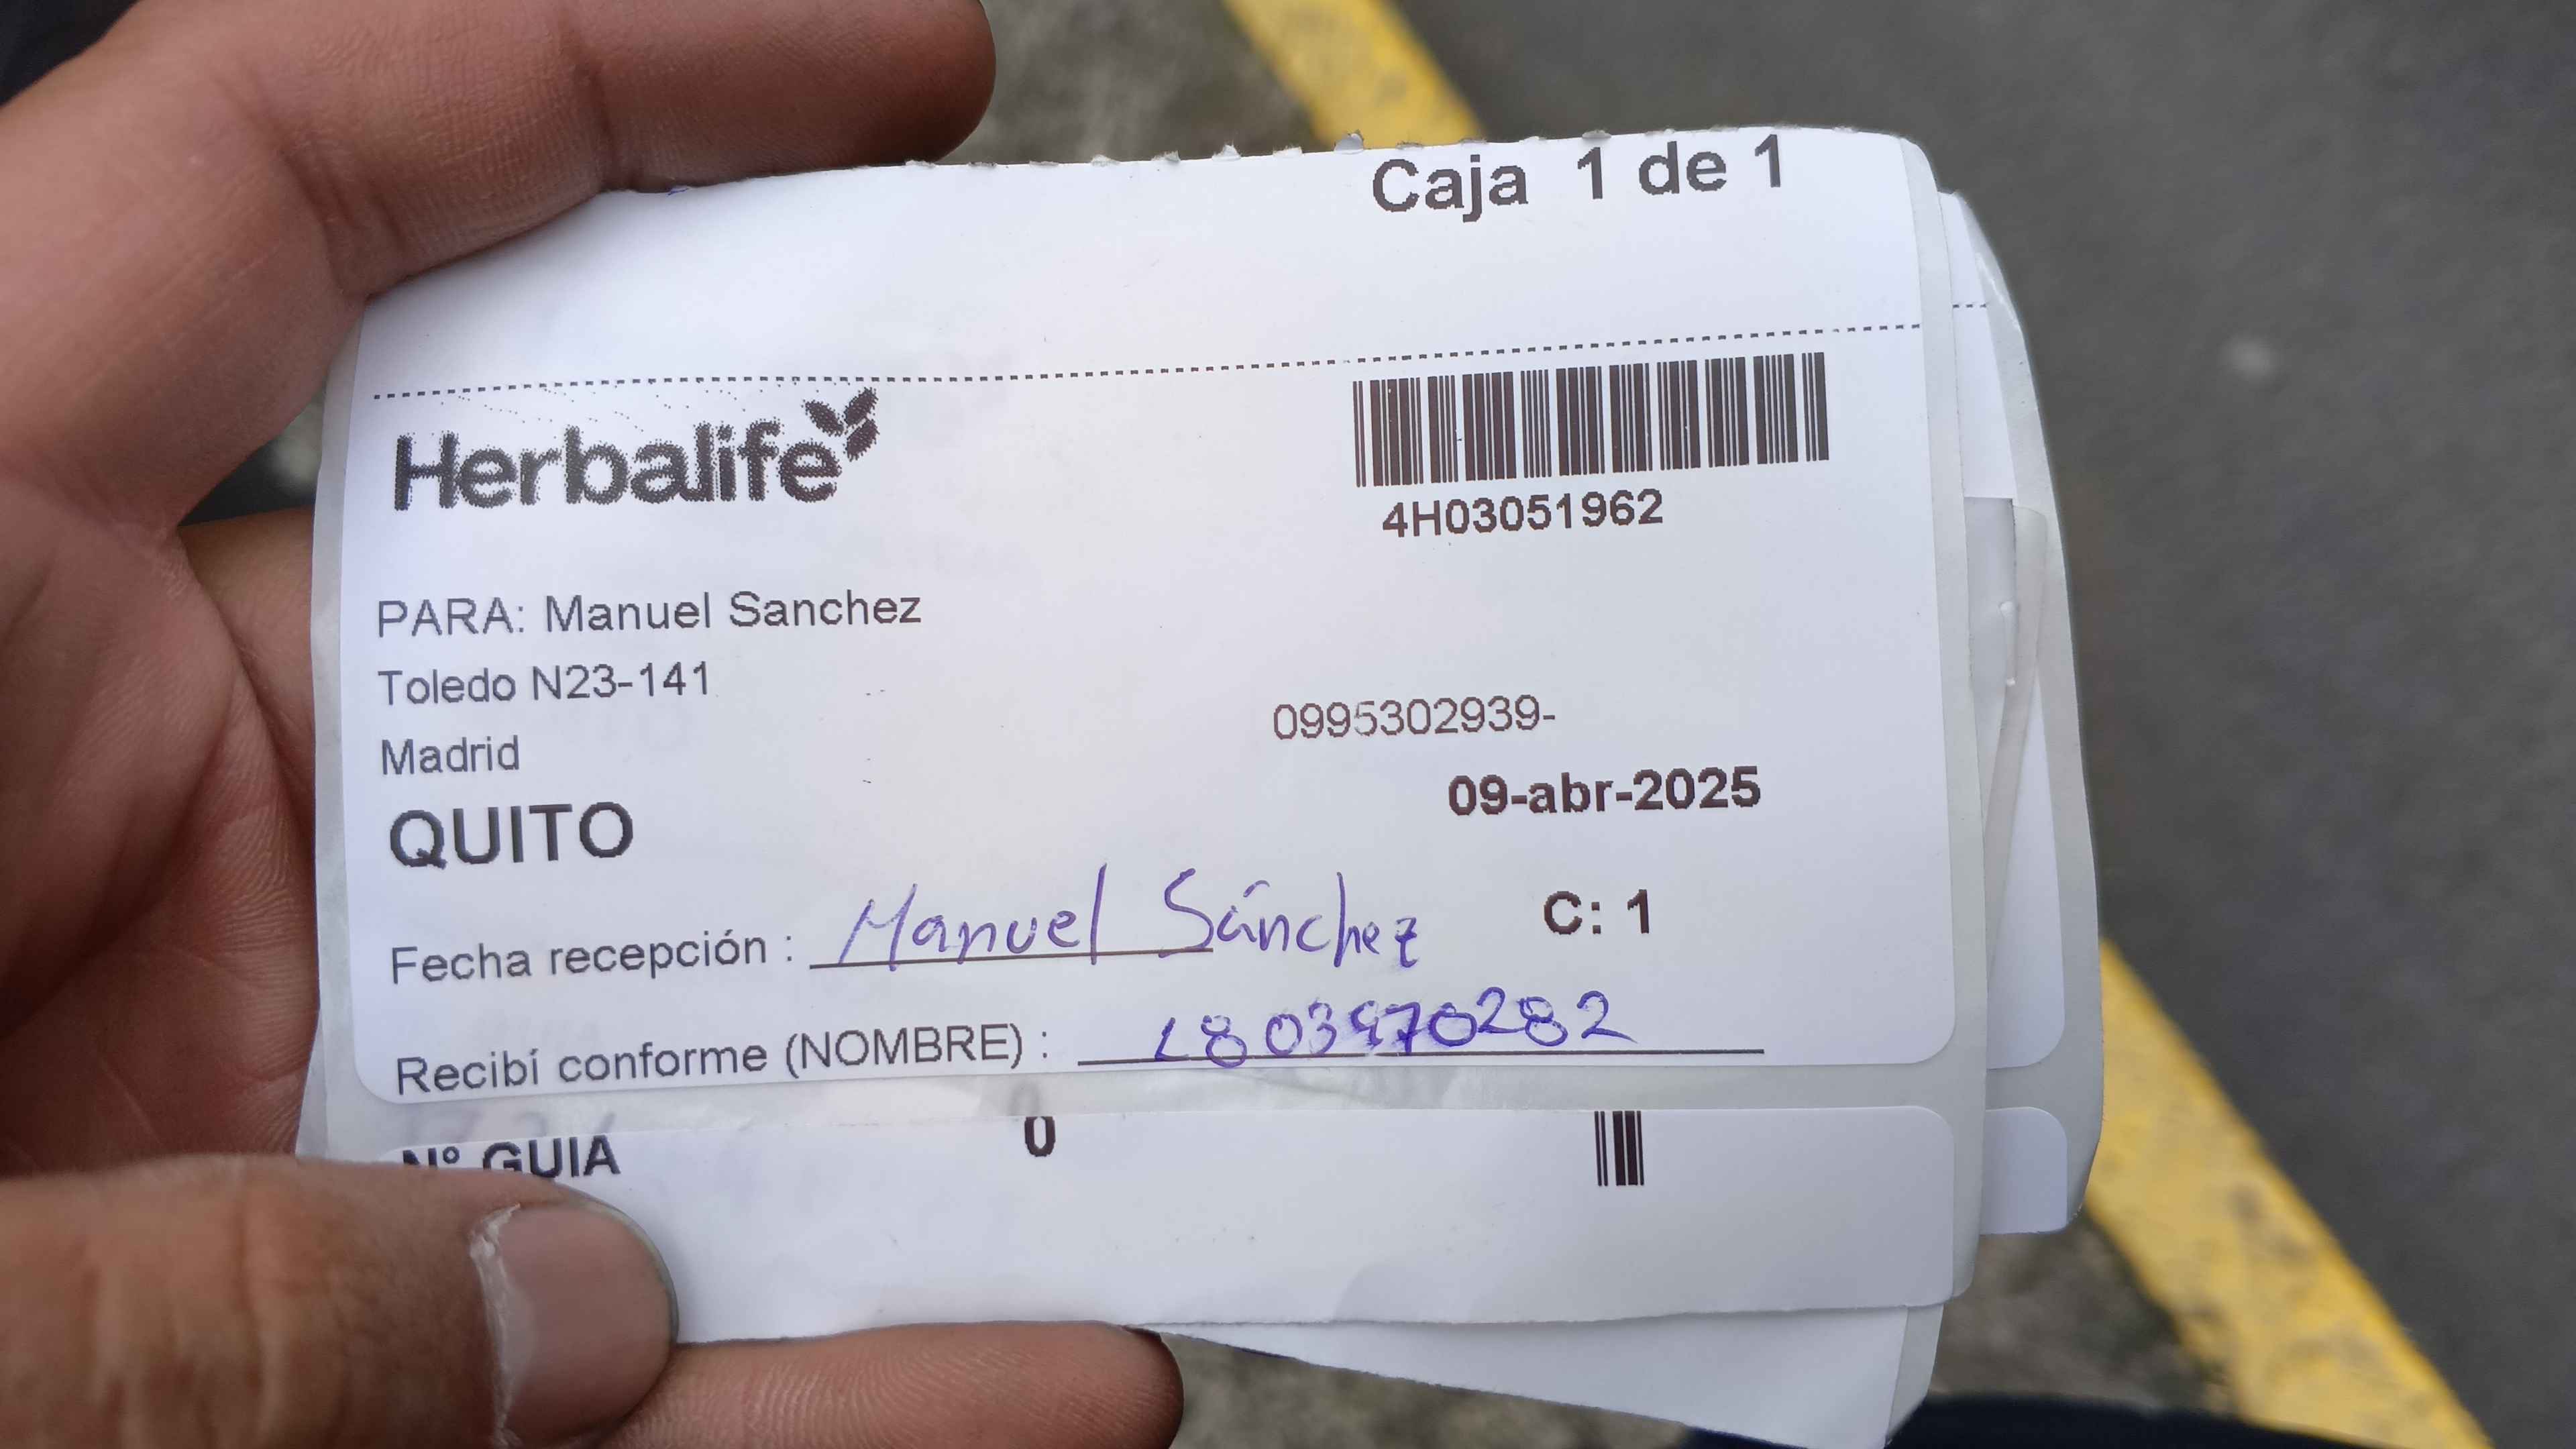 Caja 1 de 1
Herbalife
4H03051962
PARA: Manuel Sanchez
Toledo N23-141
0995302939-
Madrid
09-abr-2025
QUITO
C: 1
Fecha recepción : Manuel Sánchez
Recibí conforme (NOMBRE) :
N° GUIA 0